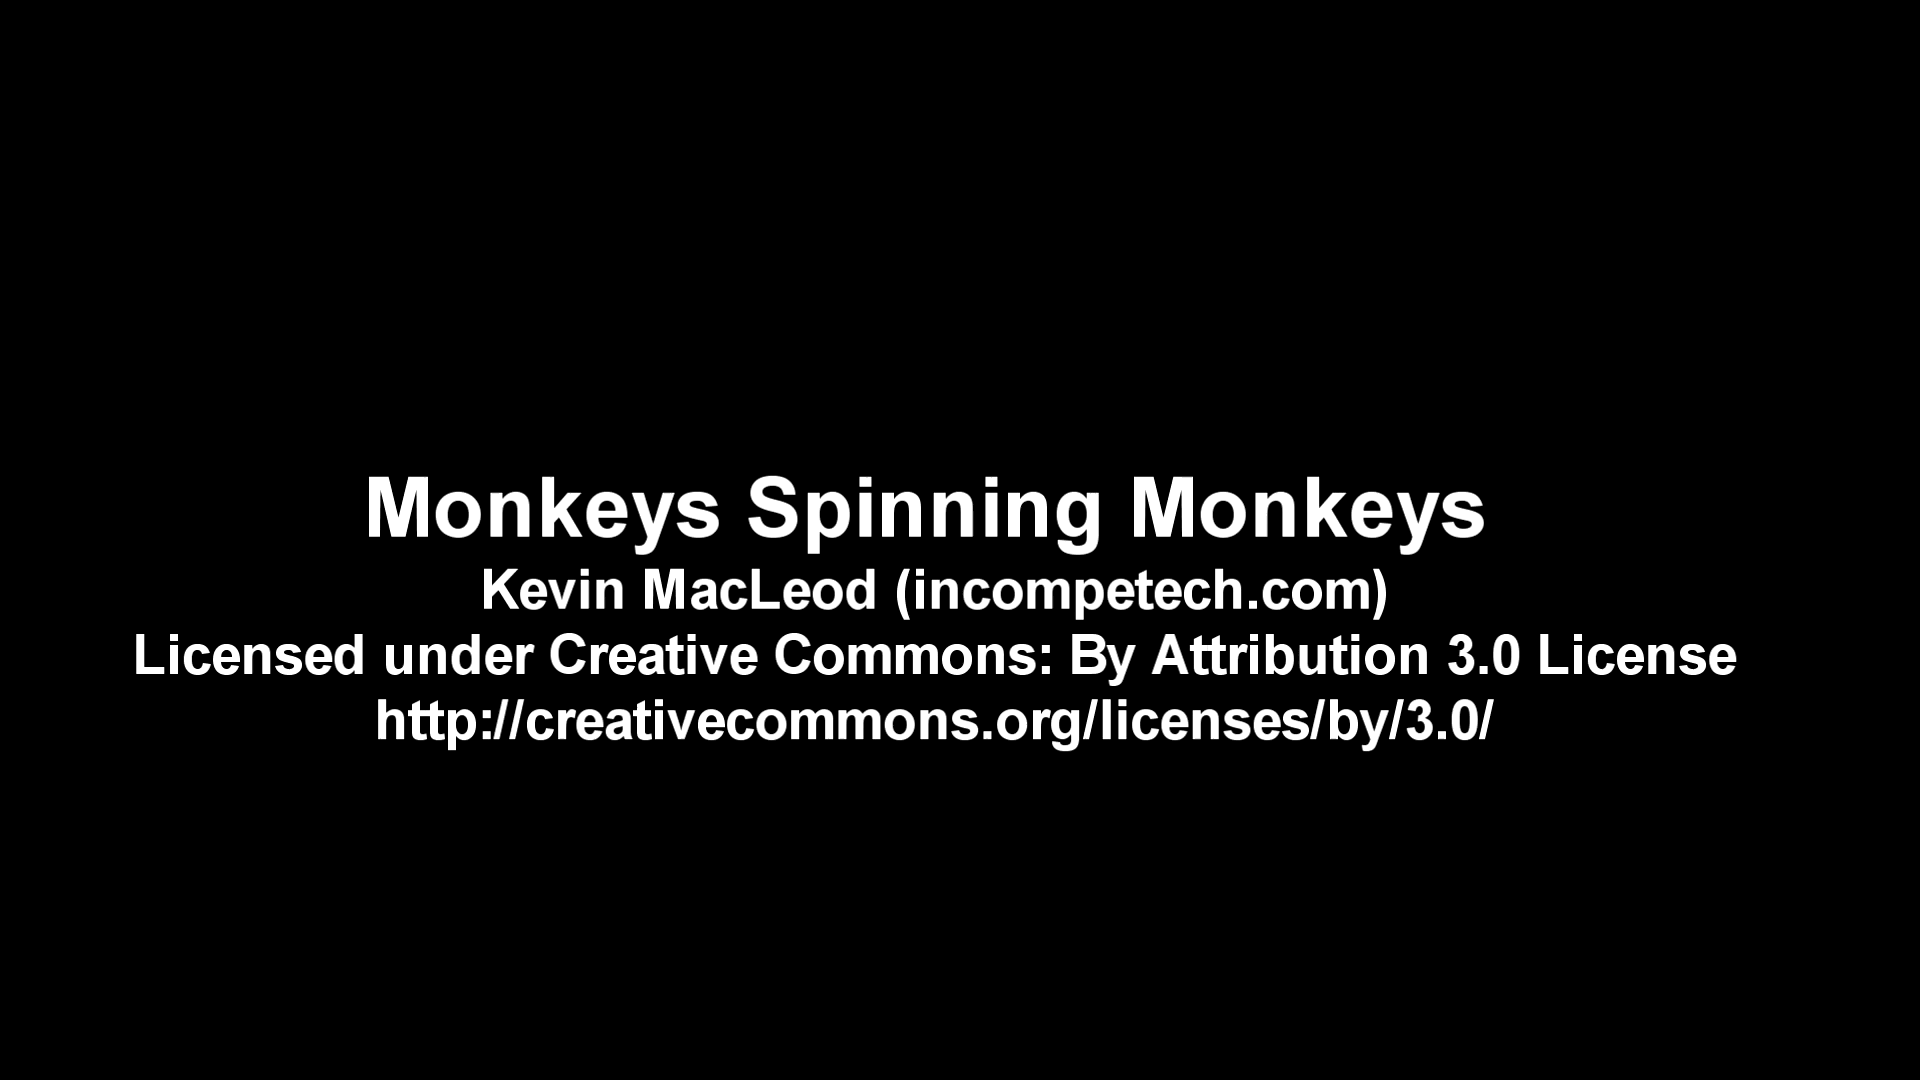 Monkeys Spinning Monkeys
Kevin MacLeod (incompetech.com)
Licensed under Creative Commons: By Attribution 3.0 License
http://creativecommons.org/licenses/by/3.0/